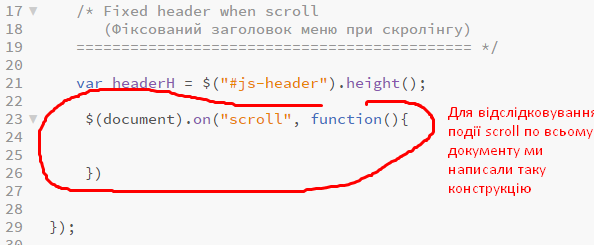 17 /* Fixed header when scroll
18 (Фіксований заголовок меню при скролінгу)
19 ======================================== */
20
21 var headerH = $("#js-header").height();
22
23 $(document).on("scroll", function(){
24
25
26 })
27
28
29 });
30
Для відслідковування
події scroll по всьому
документу ми
написали таку
конструкцію